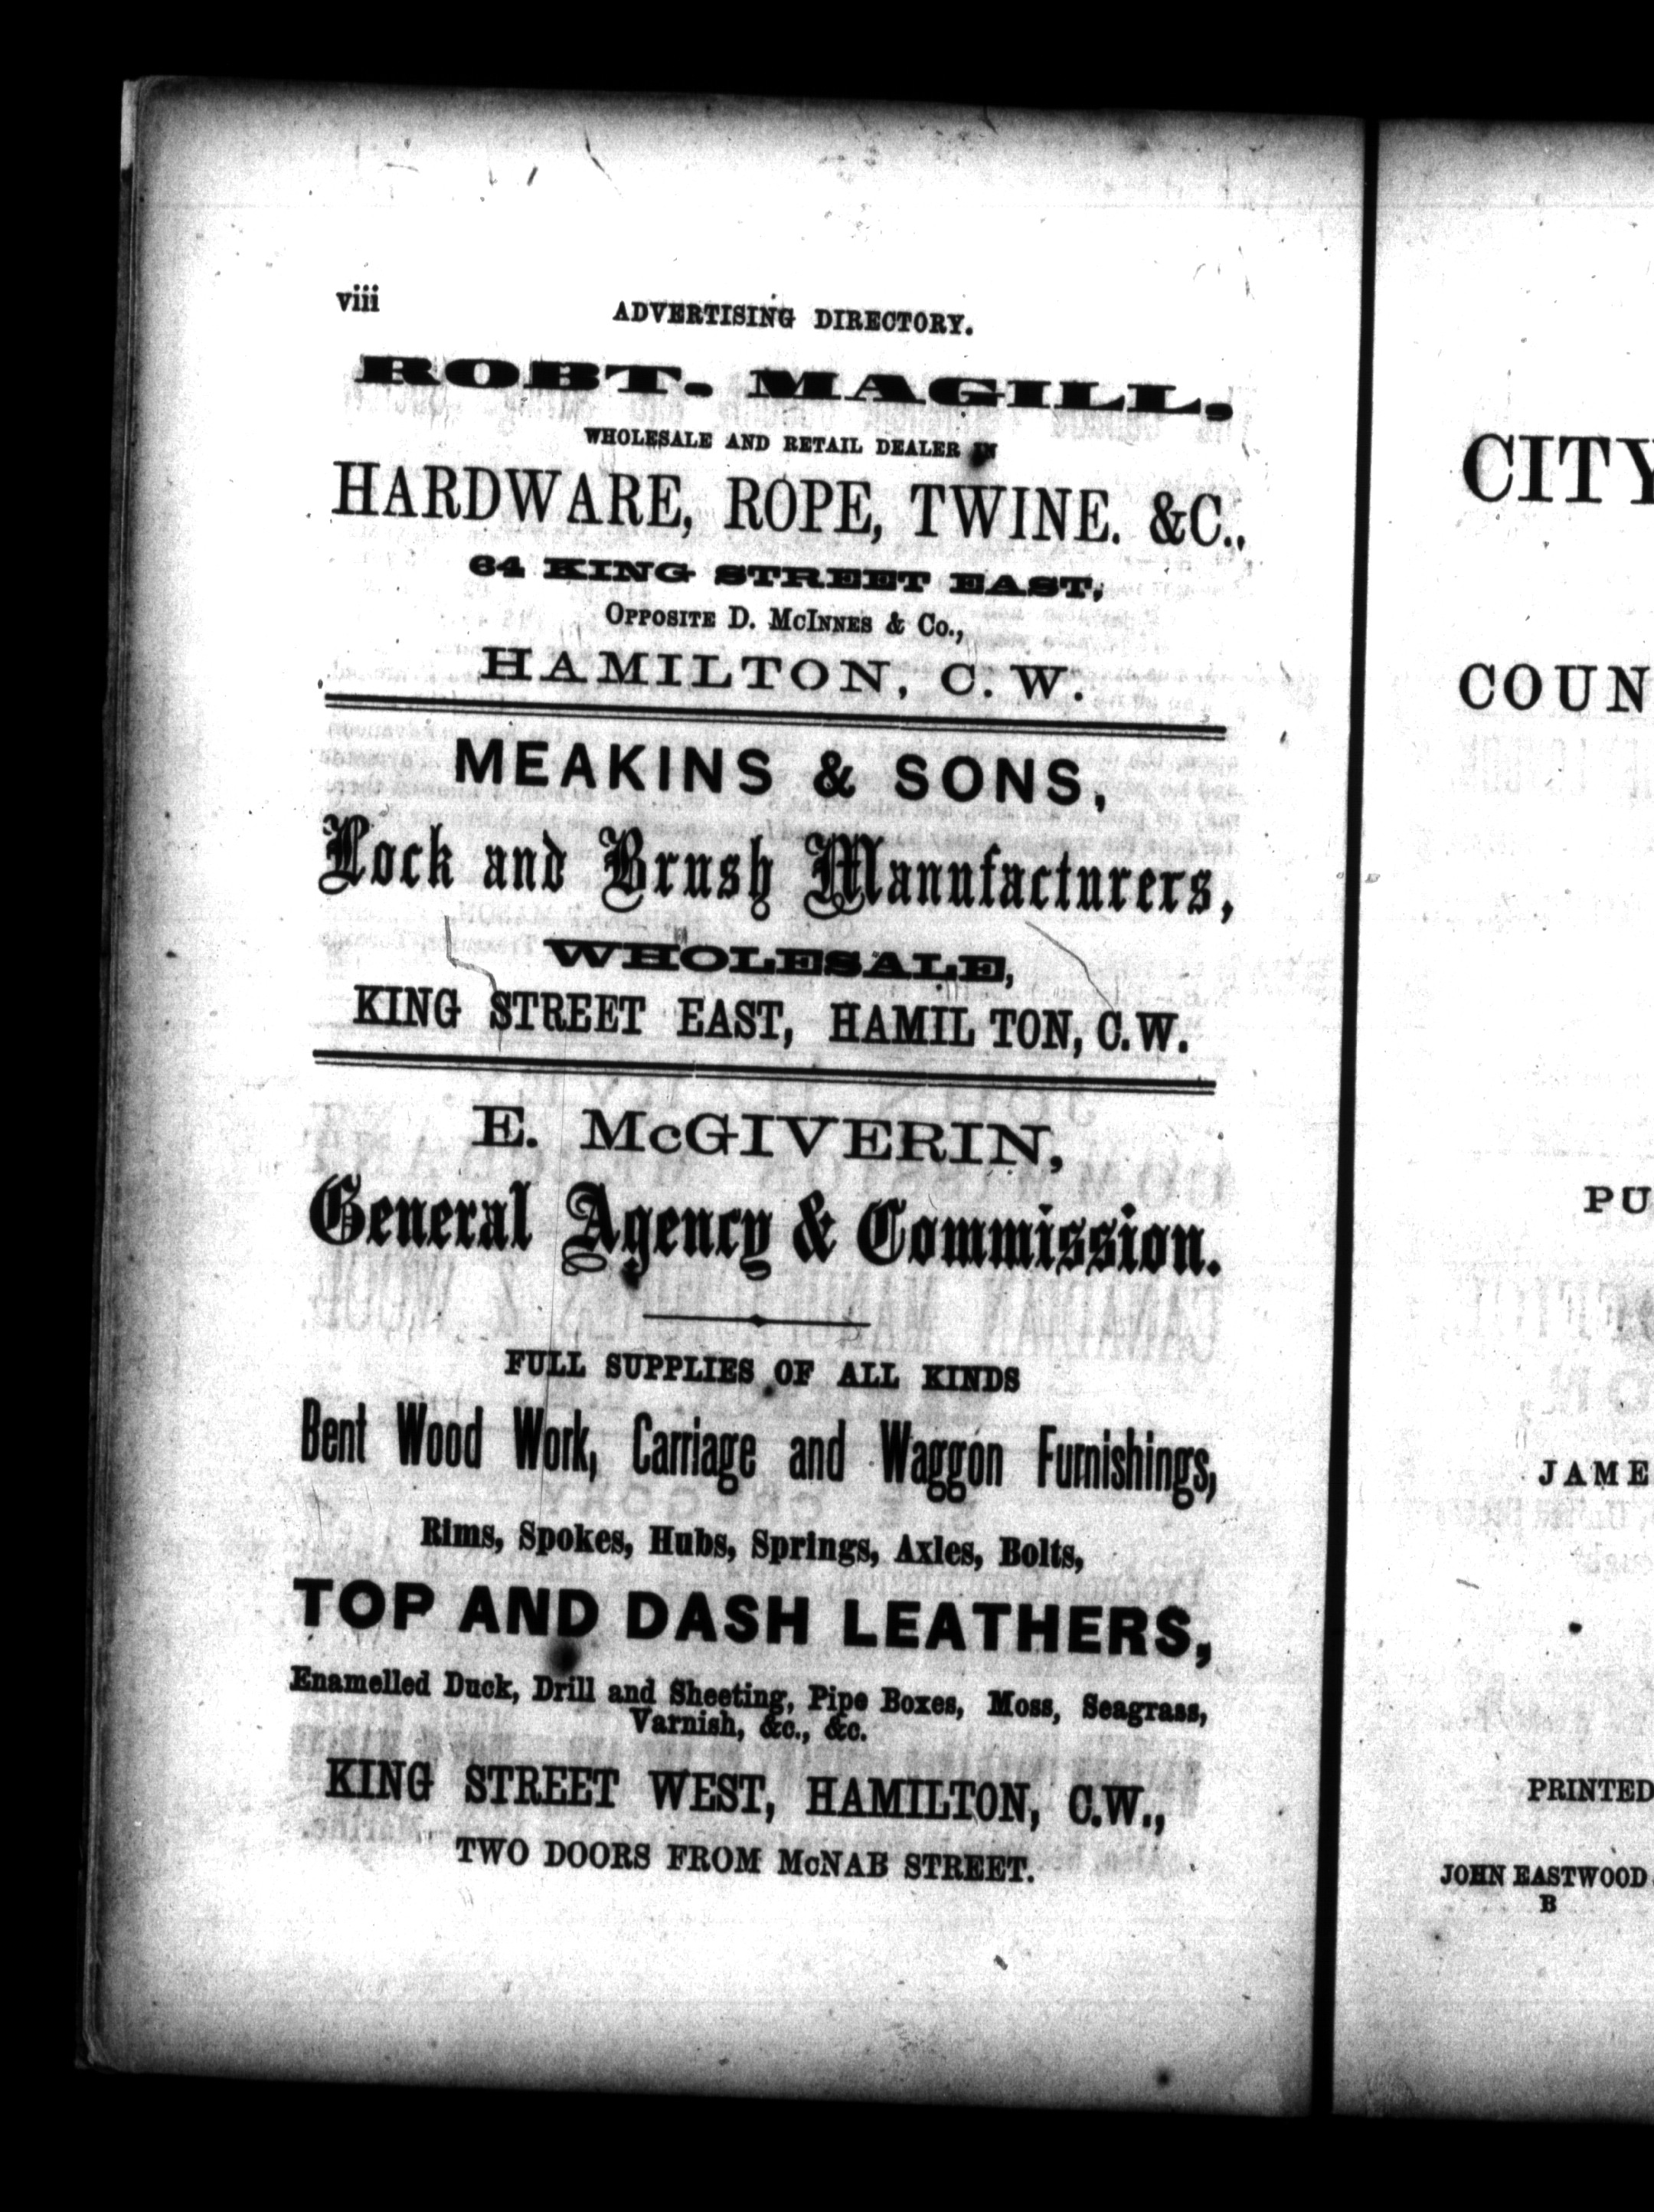 viii
ADVERTISING DIRECTORY.
ROBT. MAGILL,
WHOLESALE AND RETAIL DEALER IN
HARDWARE, ROPE, TWINE. &C.,
64 KING STREET EAST,
OPPOSITE D. MCINNES & CO.,
HAMILTON, C. W.
MEAKINS & SONS,
Lock and Brush Manufacturers,
WHOLESALE,
KING STREET EAST, HAMIL TON, C.W.
E. McGIVERIN,
General Agency & Commission.
FULL SUPPLIES OF ALL KINDS
Bent Wood Work, Carriage and Waggon Furnishings,
Rims, Spokes, Hubs, Springs, Axles, Bolts,
TOP AND DASH LEATHERS,
Enamelled Duck, Drill and Sheeting, Pipe Boxes, Moss, Seagrass,
Varnish, &c., &c.
KING STREET WEST, HAMILTON, C.W.,
TWO DOORS FROM McNAB STREET.
CITY
COUN
PU
JAME
PRINTED
JOHN EASTWOOD
B